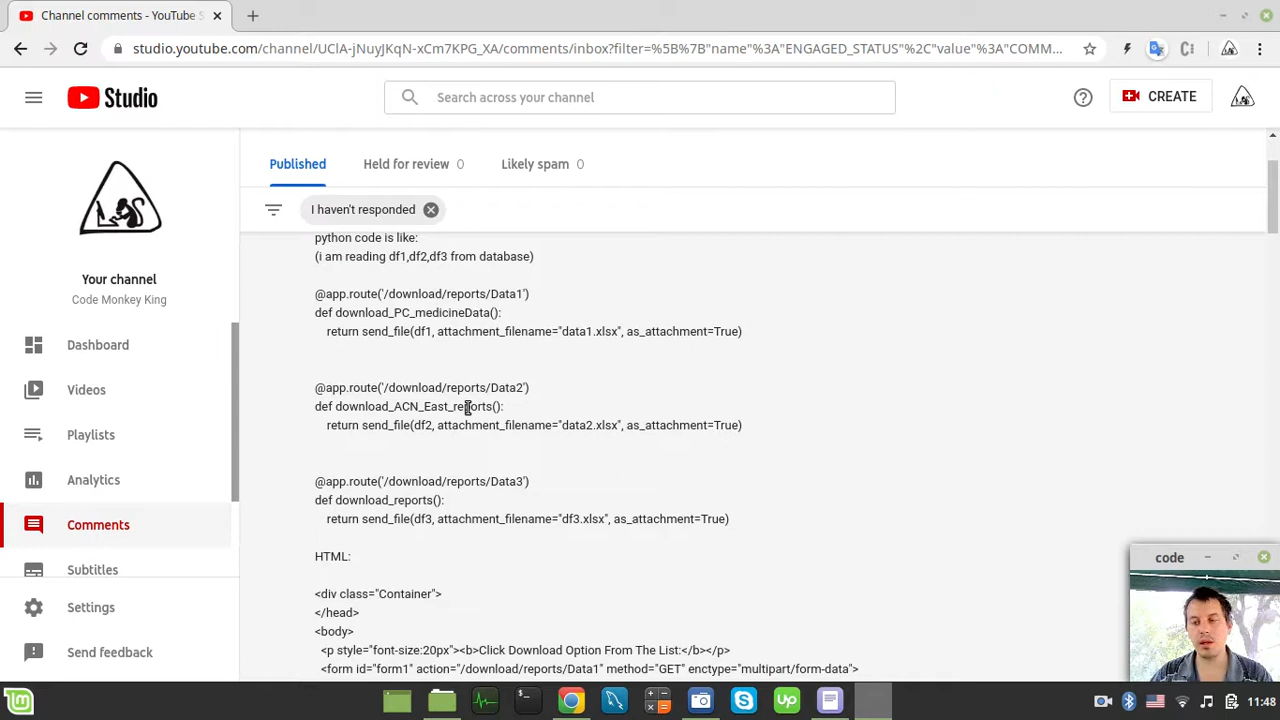 Channel comments - YouTube S
studio.youtube.com/channel/UClA-jNuyJKqN-xCm7KPG_XA/comments/inbox?filter=%5B%7B"name"%3A"ENGAGED_STATUS"%2C"value"%3A"COMM...
Studio
Search across your channel
CREATE
Published
Held for review 0
Likely spam 0
I haven't responded
Your channel
Code Monkey King
Dashboard
Videos
Playlists
Analytics
Comments
Subtitles
Settings
Send feedback
python code is like:
(i am reading df1,df2,df3 from database)
@app.route('/download/reports/Data1')
def download_PC_medicineData():
return send_file(df1, attachment_filename="data1.xlsx", as_attachment=True)
@app.route('/download/reports/Data2')
def download_ACN_East_reports():
return send_file(df2, attachment_filename="data2.xlsx", as_attachment=True)
@app.route('/download/reports/Data3')
def download_reports():
return send_file(df3, attachment_filename="df3.xlsx", as_attachment=True)
HTML:
<div class="Container">
</head>
<body>
<p style="font-size:20px"><b>Click Download Option From The List:</b></p>
<form id="form1" action="/download/reports/Data1" method="GET" enctype="multipart/form-data">
code
Up
11:48